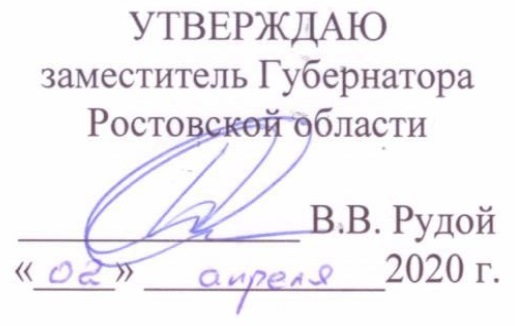 УТВЕРЖДАЮ
заместитель Губернатора
Ростовской области
В.В. Рудой
«02» апреля 2020 г.